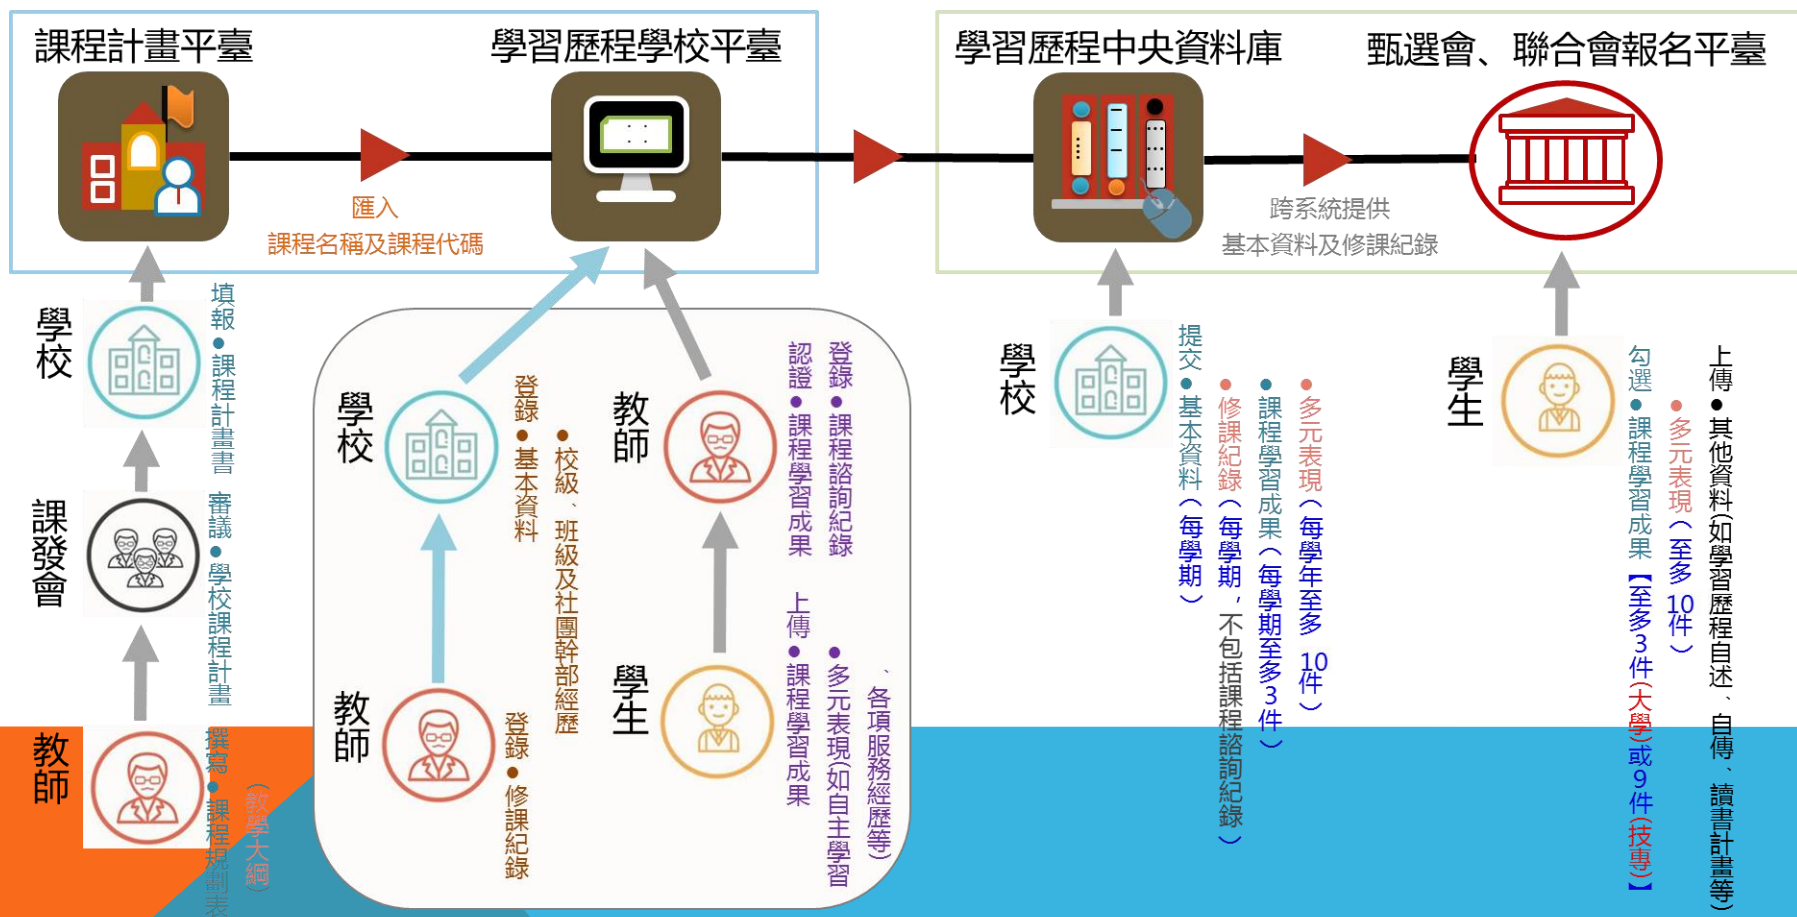 課程計畫平臺
學習歷程學校平臺
學習歷程中央資料庫
甄選會、聯合會報名平臺
匯入
課程名稱及課程代碼
跨系統提供
基本資料及修課紀錄
學校
填報●課程計畫書
課發會
審議●學校課程計畫
教師
撰寫●課程規劃表
(教學大綱)
學校
登錄●基本資料
●校級、班級及社團幹部經歷
教師
登錄●修課紀錄
教師
認證●課程學習成果
登錄●課程諮詢紀錄
學生
上傳●課程學習成果
●多元表現(如自主學習
、各項服務經歷等)
學校
提交●基本資料(每學期)
●修課紀錄(每學期,不包括課程諮詢紀錄)
●課程學習成果(每學期至多3件)
●多元表現(每學年至多10件)
學生
勾選●課程學習成果【至多3件(大學)或9件(技專)】
●多元表現(至多10件)
上傳●其他資料(如學習歷程自述、自傳、讀書計畫等)